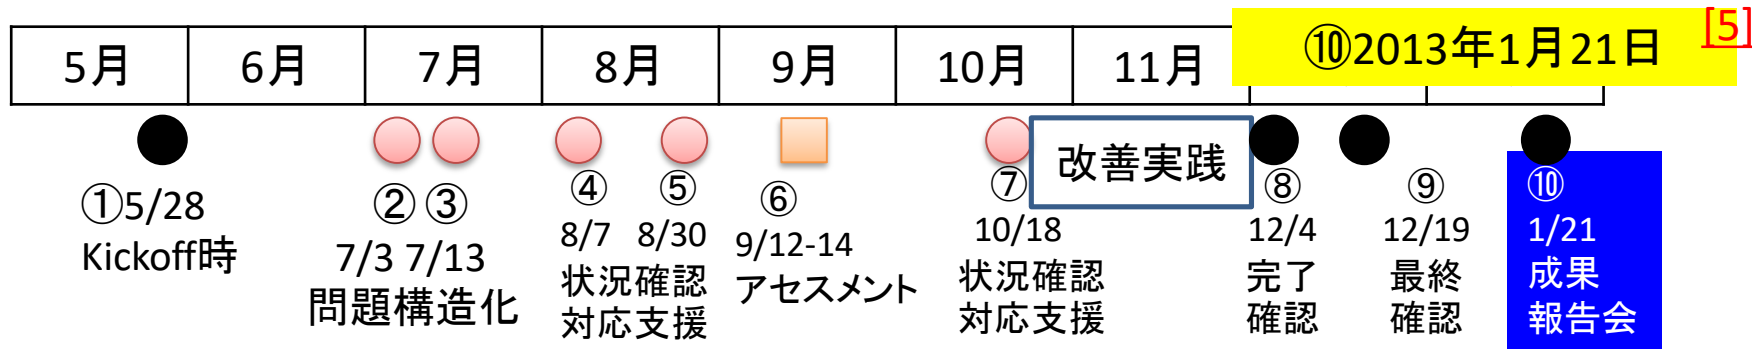 5月 6月 7月 8月 9月 10月 11月 ⑩2013年1月21日 [5]
改善実践
①5/28
Kickoff時
② ③
7/3 7/13
問題構造化
④ ⑤
8/7 8/30
状況確認
対応支援
⑥
9/12-14
アセスメント
⑦
10/18
状況確認
対応支援
⑧
12/4
完了
確認
⑨
12/19
最終
確認
⑩
1/21
成果
報告会